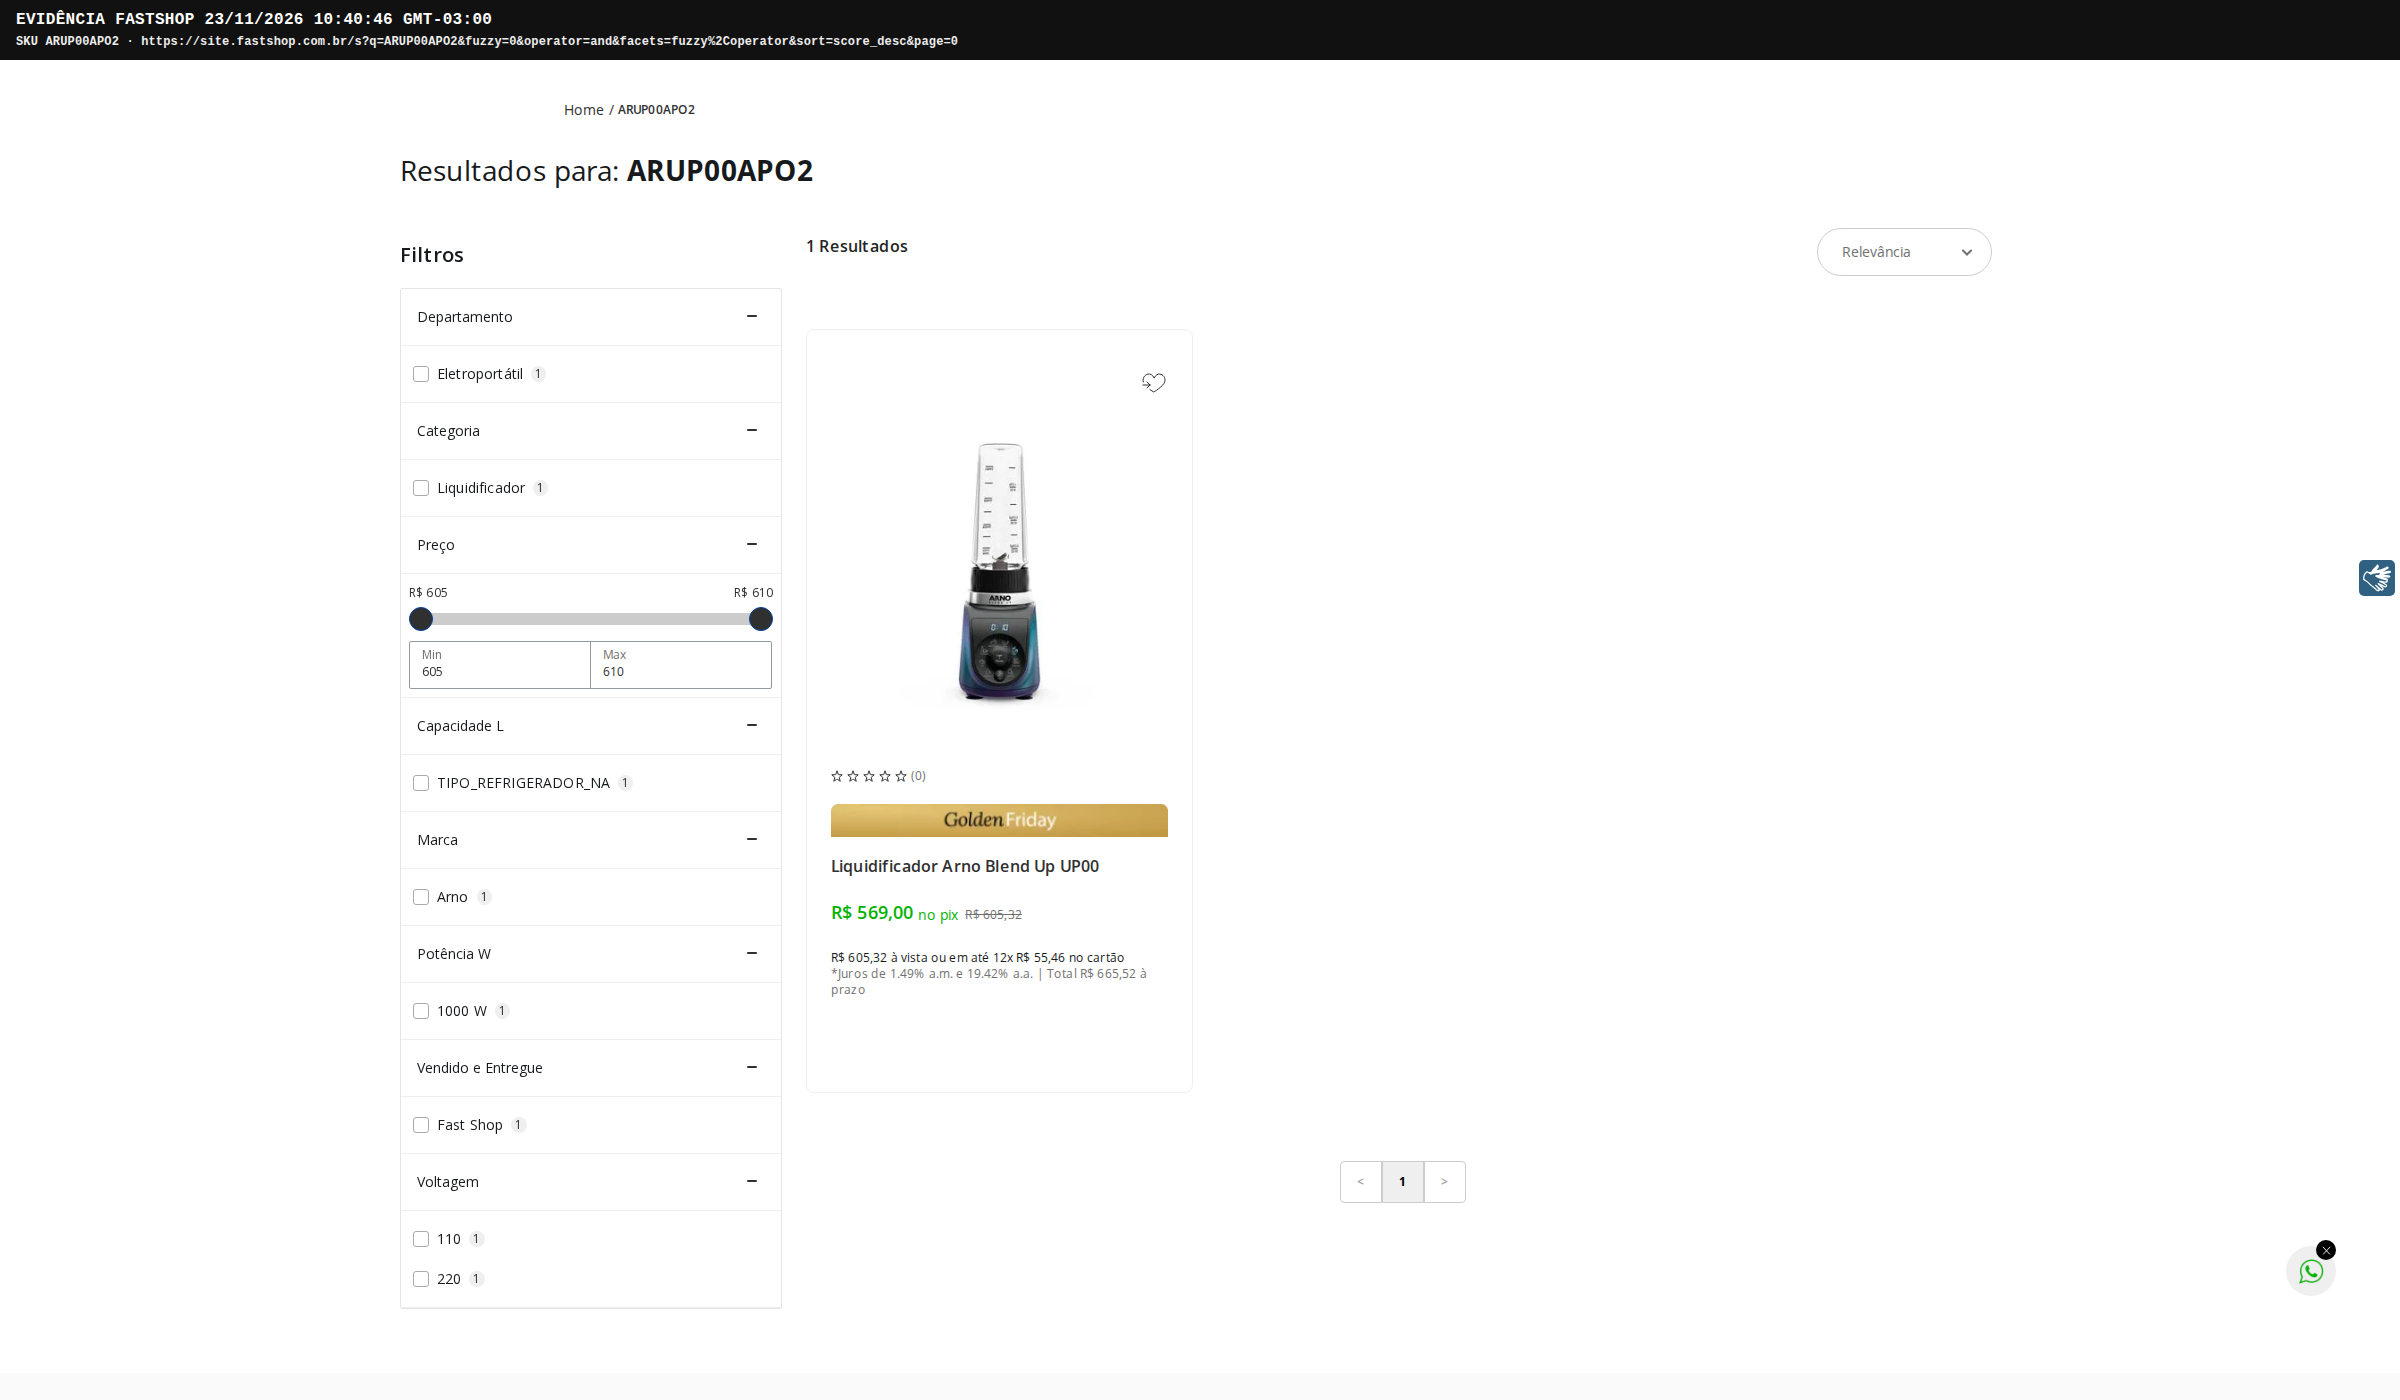 EVIDÊNCIA FASTSHOP 23/11/2026 10:40:46 GMT-03:00
SKU ARUP00APO2 · https://site.fastshop.com.br/s?q=ARUP00APO2&fuzzy=0&operator=and&facets=fuzzy%2Coperator&sort=score_desc&page=0
Home / ARUP00APO2
Resultados para: ARUP00APO2
Filtros
1 Resultados
Relevância
Departamento
Eletroportátil 1
Categoria
Liquidificador 1
Preço
R$ 605 R$ 610
Min
605
Max
610
Capacidade L
TIPO_REFRIGERADOR_NA 1
Marca
Arno 1
Potência W
1000 W 1
Vendido e Entregue
Fast Shop 1
Voltagem
110 1
220 1
ARNO
0:10
(0)
Golden Friday
Liquidificador Arno Blend Up UP00
R$ 569,00 no pix R$ 605,32
R$ 605,32 à vista ou em até 12x R$ 55,46 no cartão
*Juros de 1.49% a.m. e 19.42% a.a. | Total R$ 665,52 à
prazo
< 1 >